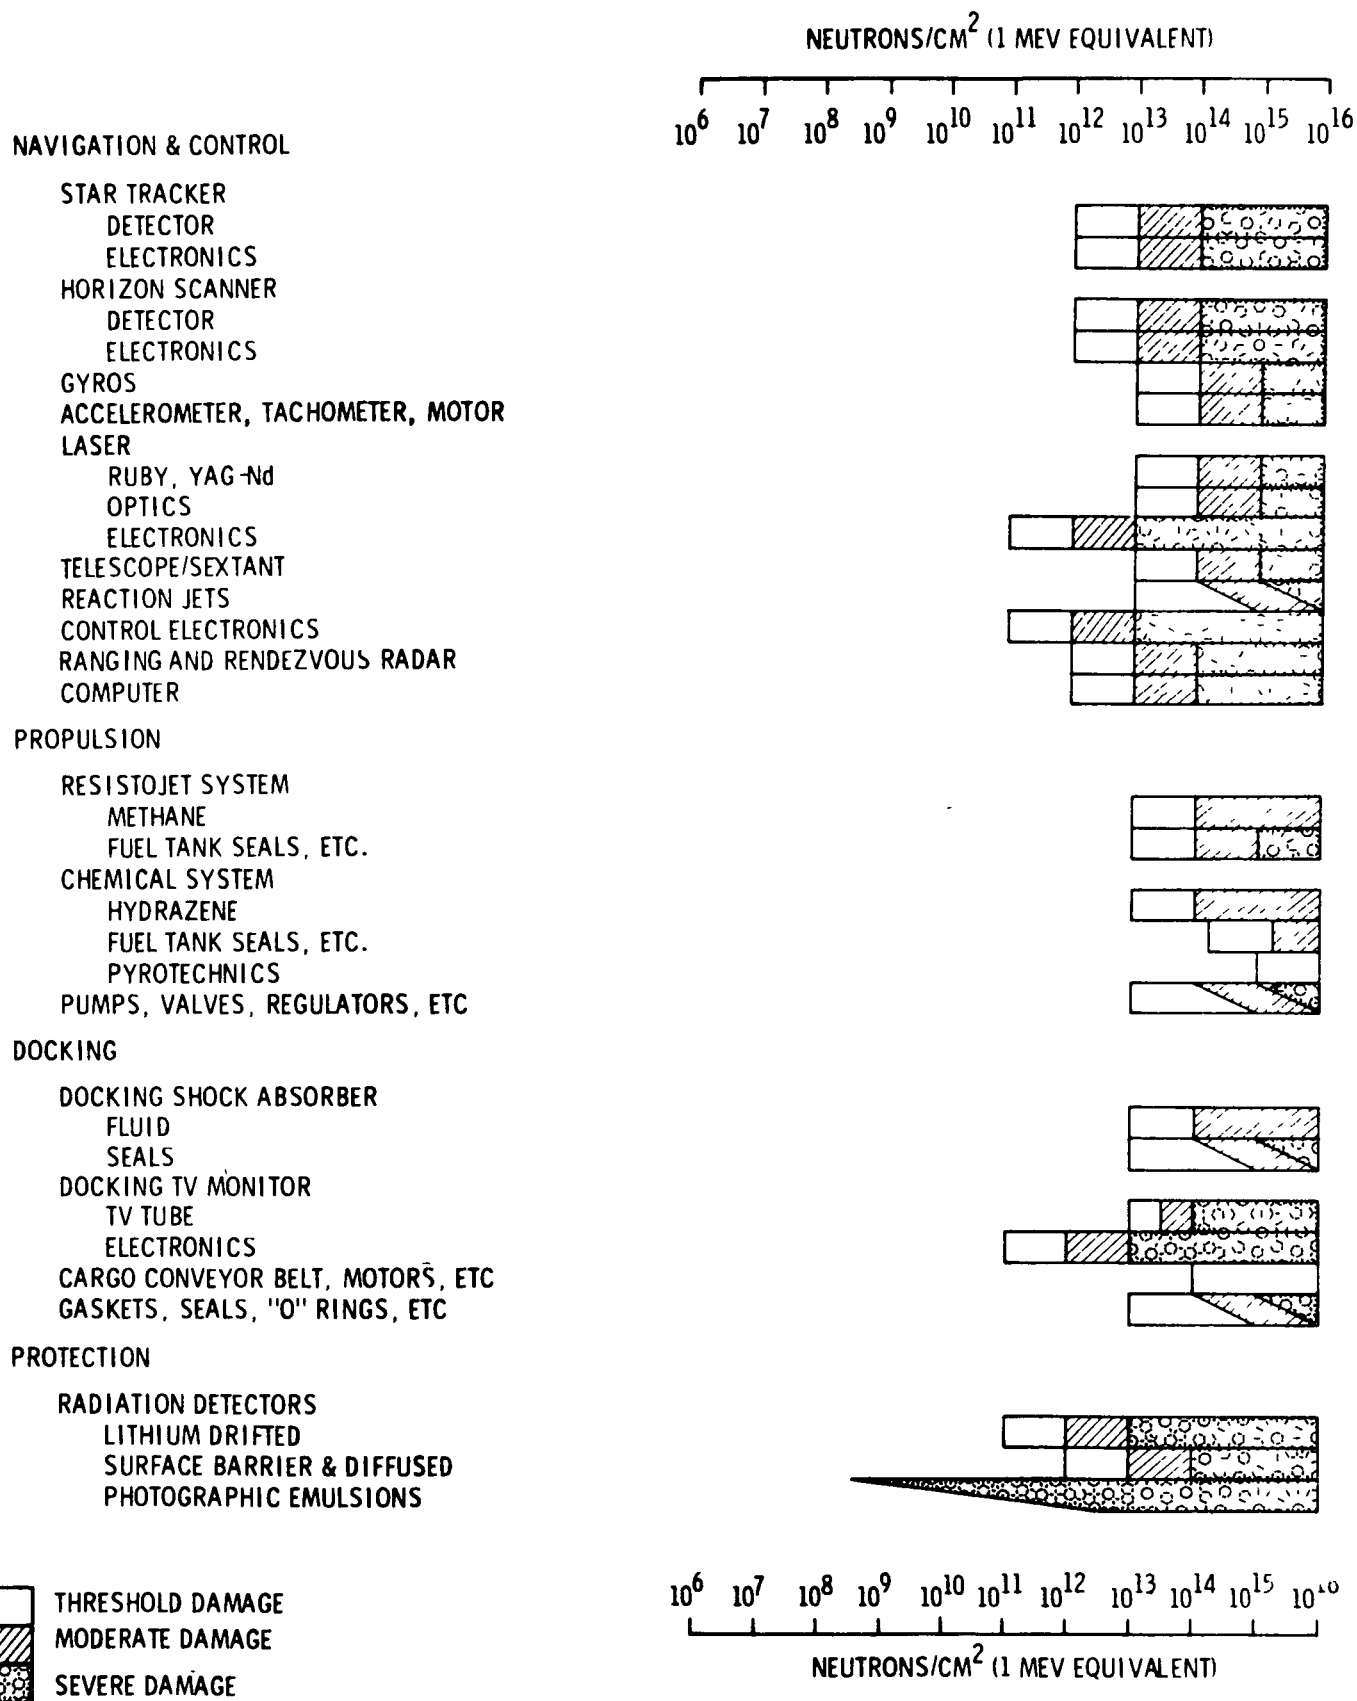 NEUTRONS/CM² (1 MEV EQUIVALENT)
10⁶ 10⁷ 10⁸ 10⁹ 10¹⁰ 10¹¹ 10¹² 10¹³ 10¹⁴ 10¹⁵ 10¹⁶
NAVIGATION & CONTROL
STAR TRACKER
DETECTOR
ELECTRONICS
HORIZON SCANNER
DETECTOR
ELECTRONICS
GYROS
ACCELEROMETER, TACHOMETER, MOTOR
LASER
RUBY, YAG-Nd
OPTICS
ELECTRONICS
TELESCOPE/SEXTANT
REACTION JETS
CONTROL ELECTRONICS
RANGING AND RENDEZVOUS RADAR
COMPUTER
PROPULSION
RESISTOJET SYSTEM
METHANE
FUEL TANK SEALS, ETC.
CHEMICAL SYSTEM
HYDRAZENE
FUEL TANK SEALS, ETC.
PYROTECHNICS
PUMPS, VALVES, REGULATORS, ETC
DOCKING
DOCKING SHOCK ABSORBER
FLUID
SEALS
DOCKING TV MONITOR
TV TUBE
ELECTRONICS
CARGO CONVEYOR BELT, MOTORS, ETC
GASKETS, SEALS, "O" RINGS, ETC
PROTECTION
RADIATION DETECTORS
LITHIUM DRIFTED
SURFACE BARRIER & DIFFUSED
PHOTOGRAPHIC EMULSIONS
10⁶ 10⁷ 10⁸ 10⁹ 10¹⁰ 10¹¹ 10¹² 10¹³ 10¹⁴ 10¹⁵ 10¹⁶
THRESHOLD DAMAGE
MODERATE DAMAGE
NEUTRONS/CM² (1 MEV EQUIVALENT)
SEVERE DAMAGE